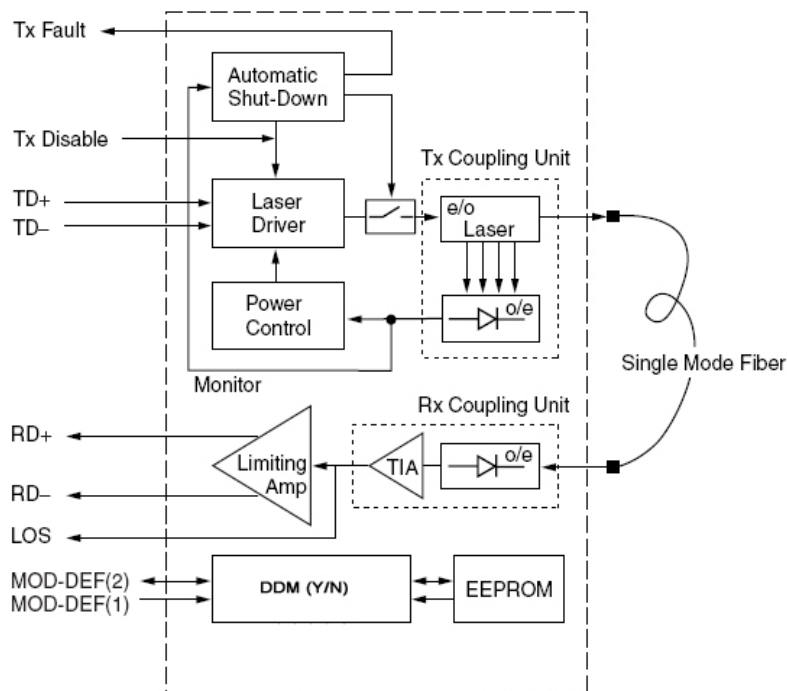 Tx Fault
Automatic
Shut-Down
Tx Disable
Tx Coupling Unit
TD+
TD–
Laser
Driver
e/o
Laser
Power
Control
o/e
Monitor
Single Mode Fiber
Rx Coupling Unit
RD+
RD–
Limiting
Amp
TIA
o/e
LOS
MOD-DEF(2)
MOD-DEF(1)
DDM (Y/N)
EEPROM